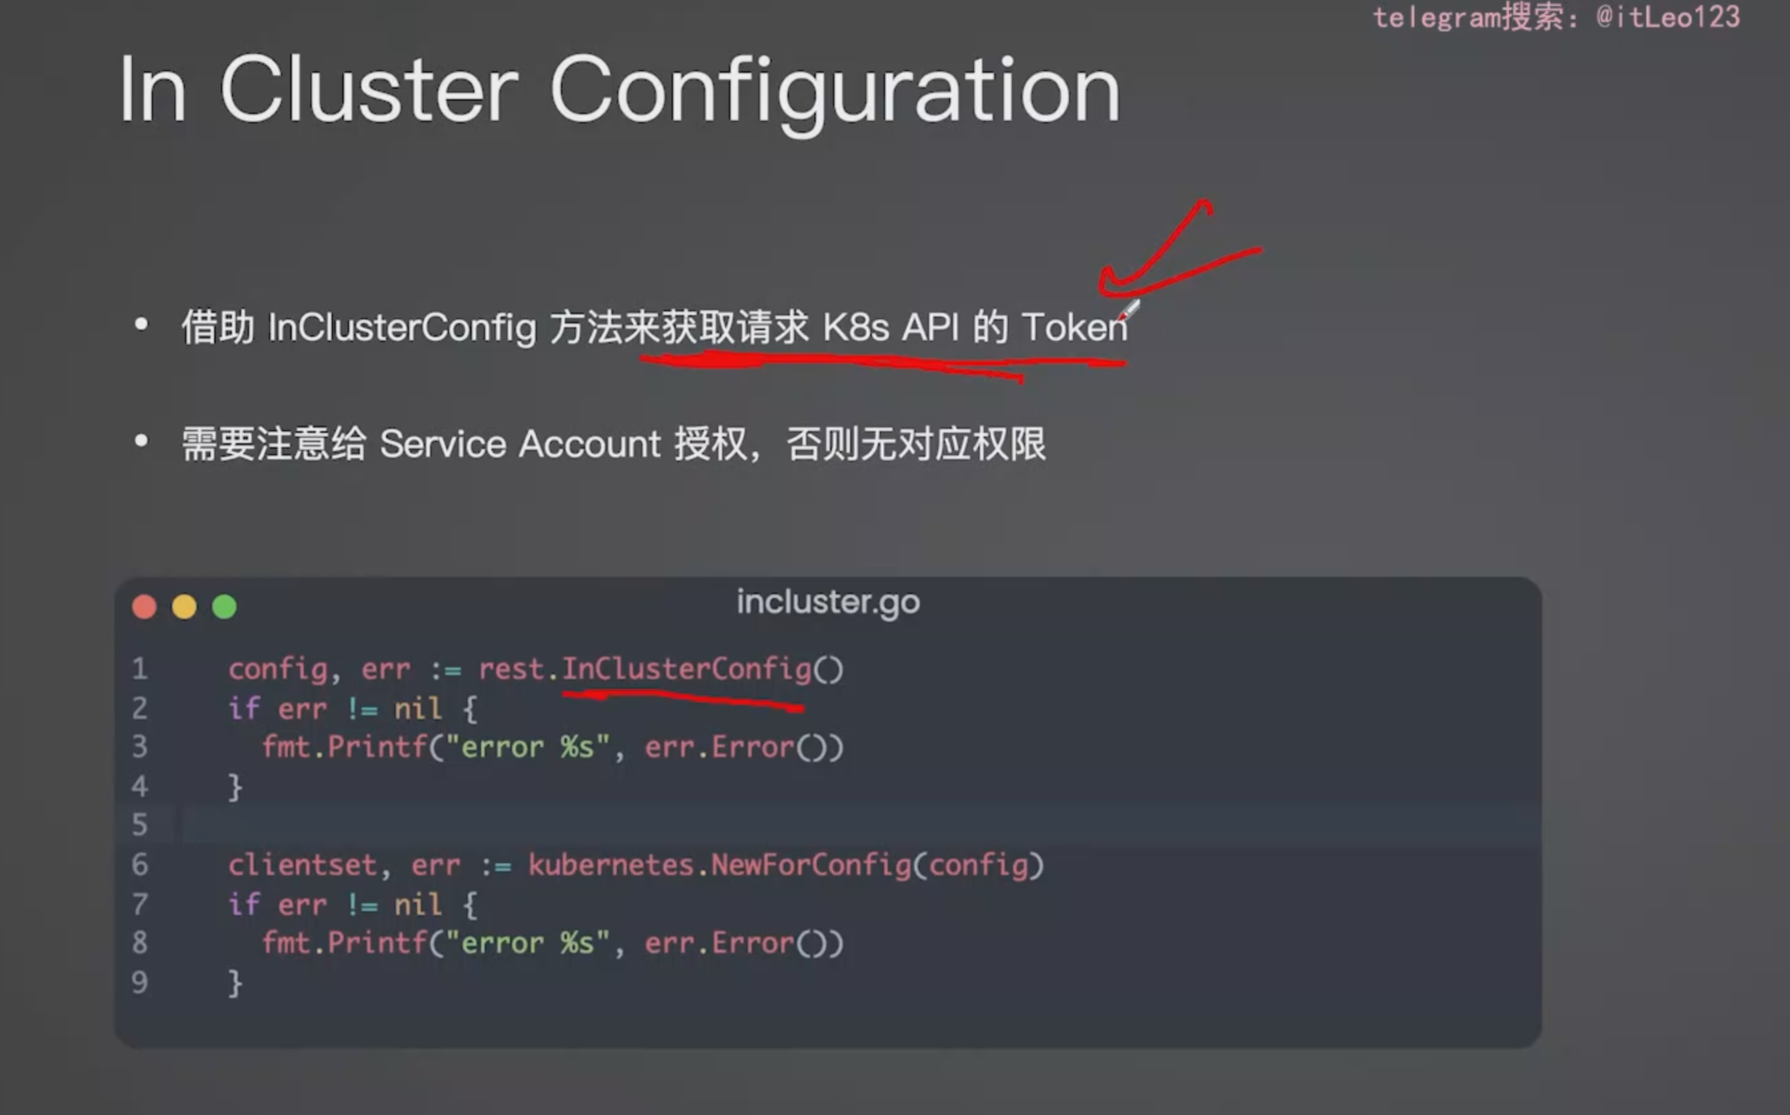 telegram搜索：@itLeo123
In Cluster Configuration
• 借助 InClusterConfig 方法来获取请求 K8s API 的 Token
• 需要注意给 Service Account 授权，否则无对应权限
incluster.go
1 config, err := rest.InClusterConfig()
2 if err != nil {
3 fmt.Printf("error %s", err.Error())
4 }
5
6 clientset, err := kubernetes.NewForConfig(config)
7 if err != nil {
8 fmt.Printf("error %s", err.Error())
9 }